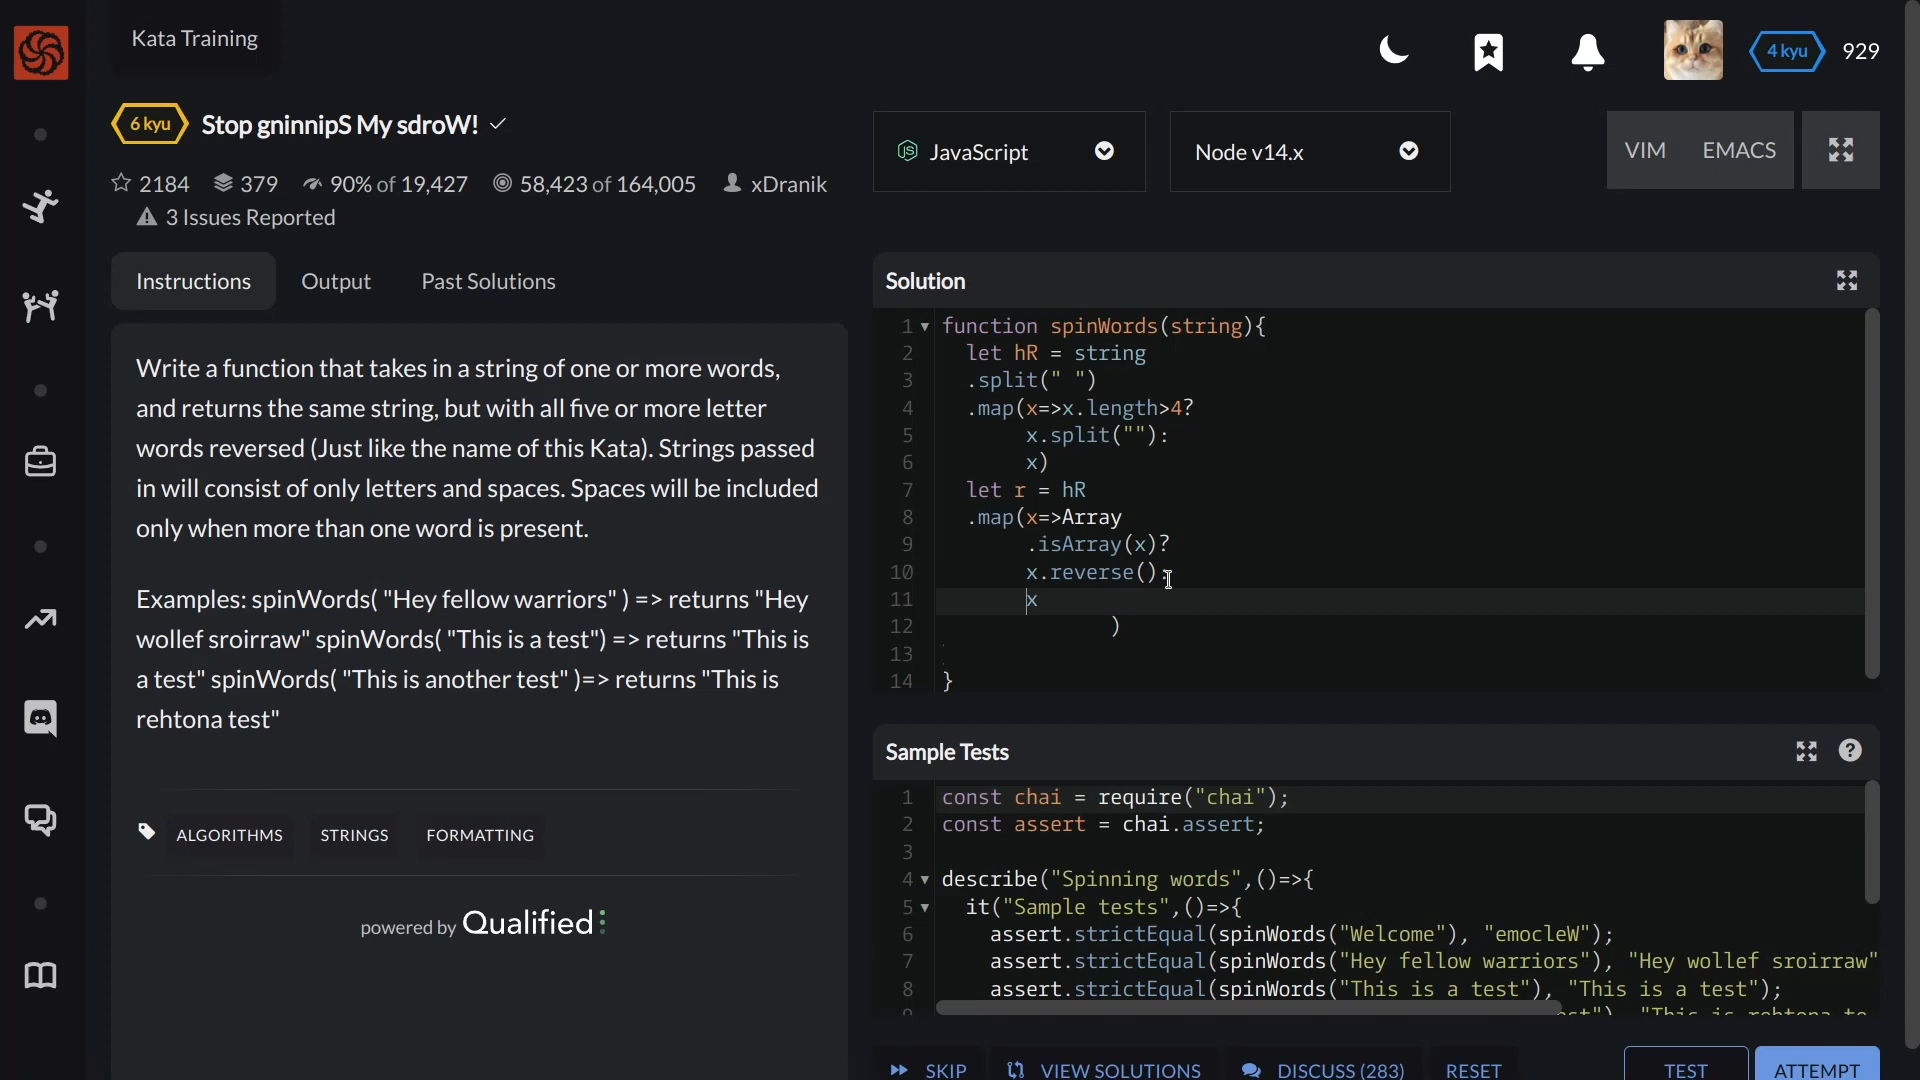 Kata Training
4 kyu 929
6 kyu Stop gninnipS My sdroW!
2184 379 90% of 19,427 58,423 of 164,005 xDranik
3 Issues Reported
JavaScript
Node v14.x
VIM EMACS
Instructions Output Past Solutions
Write a function that takes in a string of one or more words,
and returns the same string, but with all five or more letter
words reversed (Just like the name of this Kata). Strings passed
in will consist of only letters and spaces. Spaces will be included
only when more than one word is present.
Examples: spinWords( "Hey fellow warriors" ) => returns "Hey
wollef sroirraw" spinWords( "This is a test") => returns "This is
a test" spinWords( "This is another test" )=> returns "This is
rehtona test"
ALGORITHMS STRINGS FORMATTING
powered by Qualified
Solution
1 function spinWords(string){
2 let hR = string
3 .split(" ")
4 .map(x=>x.length>4?
5 x.split(""):
6 x)
7 let r = hR
8 .map(x=>Array
9 .isArray(x)?
10 x.reverse():
11 x
12 )
13
14 }
Sample Tests
1 const chai = require("chai");
2 const assert = chai.assert;
3
4 describe("Spinning words",()=>{
5 it("Sample tests",()=>{
6 assert.strictEqual(spinWords("Welcome"), "emocleW");
7 assert.strictEqual(spinWords("Hey fellow warriors"), "Hey wollef sroirraw"
8 assert.strictEqual(spinWords("This is a test"), "This is a test");
SKIP VIEW SOLUTIONS DISCUSS (283) RESET TEST ATTEMPT